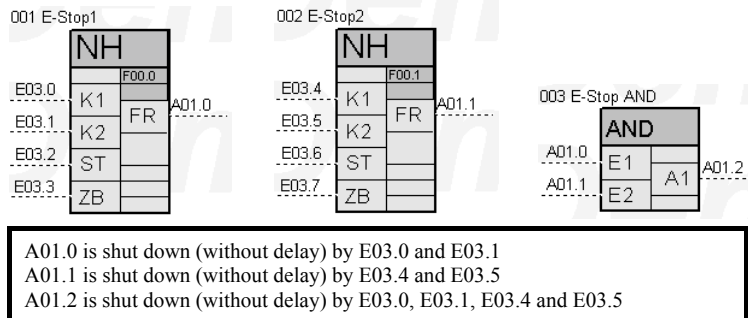 001 E-Stop1
NH
F00.0
E03.0 K1
E03.1 K2 FR A01.0
E03.2 ST
E03.3 ZB
002 E-Stop2
NH
F00.1
E03.4 K1
E03.5 K2 FR A01.1
E03.6 ST
E03.7 ZB
003 E-Stop AND
AND
A01.0 E1
A01.1 E2 A1 A01.2
A01.0 is shut down (without delay) by E03.0 and E03.1
A01.1 is shut down (without delay) by E03.4 and E03.5
A01.2 is shut down (without delay) by E03.0, E03.1, E03.4 and E03.5